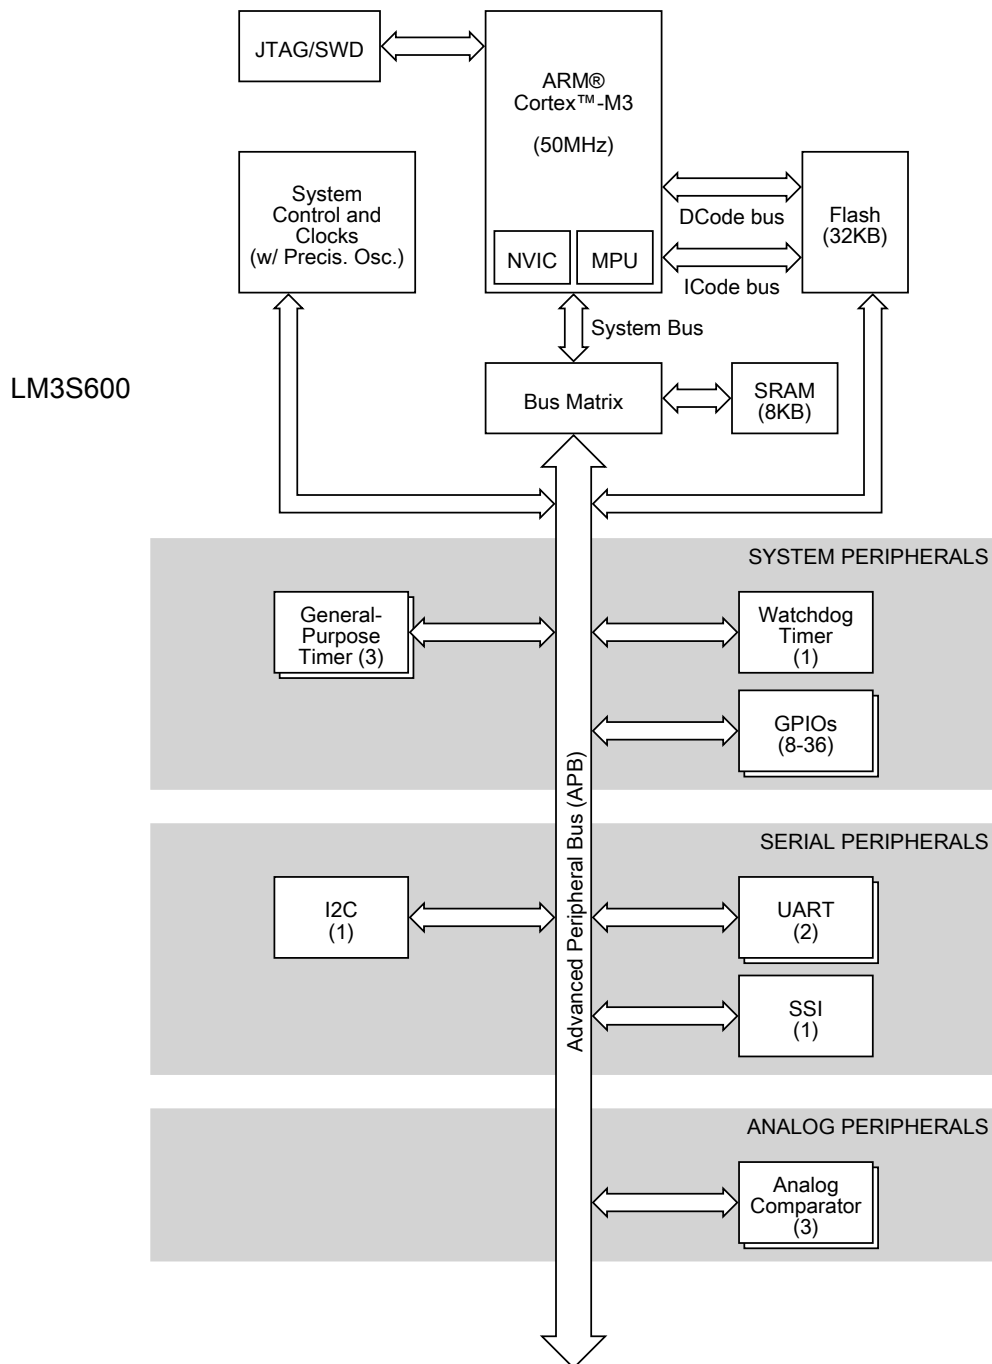 JTAG/SWD
ARM®
Cortex™-M3
(50MHz)
System
Control and
Clocks
(w/ Precis. Osc.)
DCode bus
Flash
(32KB)
NVIC
MPU
ICode bus
System Bus
LM3S600
Bus Matrix
SRAM
(8KB)
SYSTEM PERIPHERALS
General-
Purpose
Timer (3)
Watchdog
Timer
(1)
GPIOs
(8-36)
Advanced Peripheral Bus (APB)
SERIAL PERIPHERALS
I2C
(1)
UART
(2)
SSI
(1)
ANALOG PERIPHERALS
Analog
Comparator
(3)